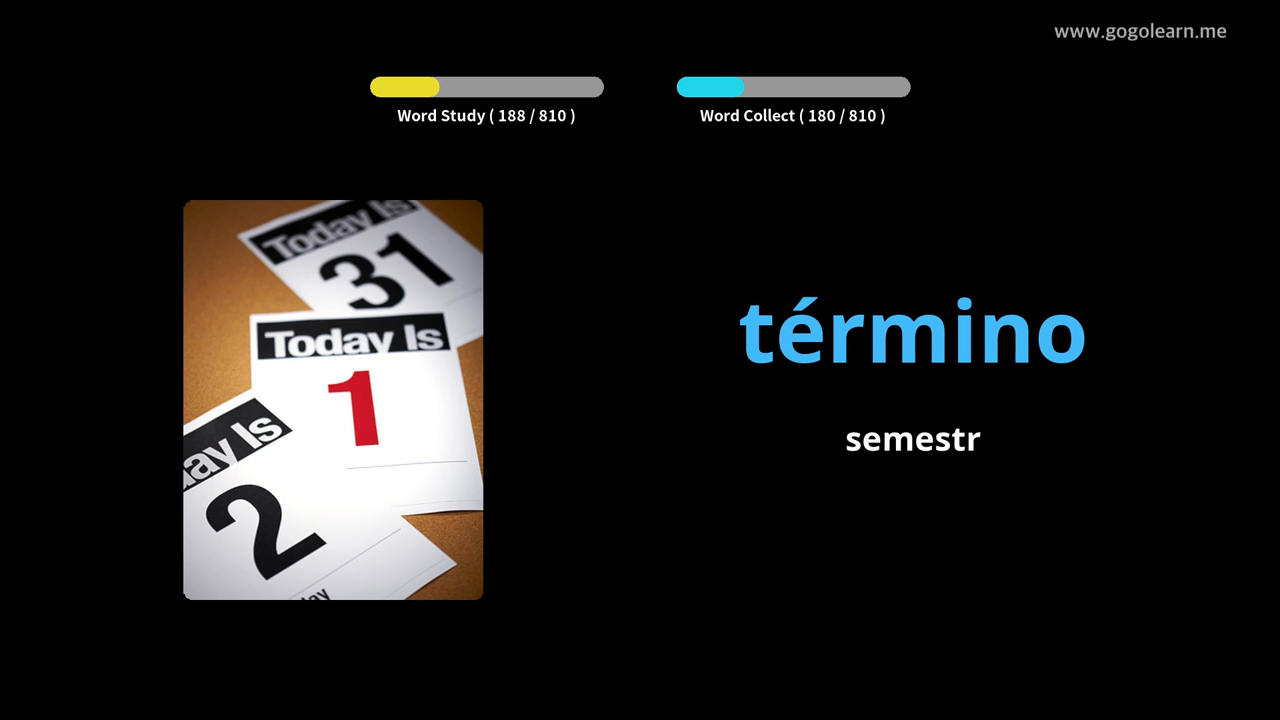 www.gogolearn.me
Word Study ( 188 / 810 )
Word Collect ( 180 / 810 )
Today Is
31
Today Is
1
day Is
2
término
semestr